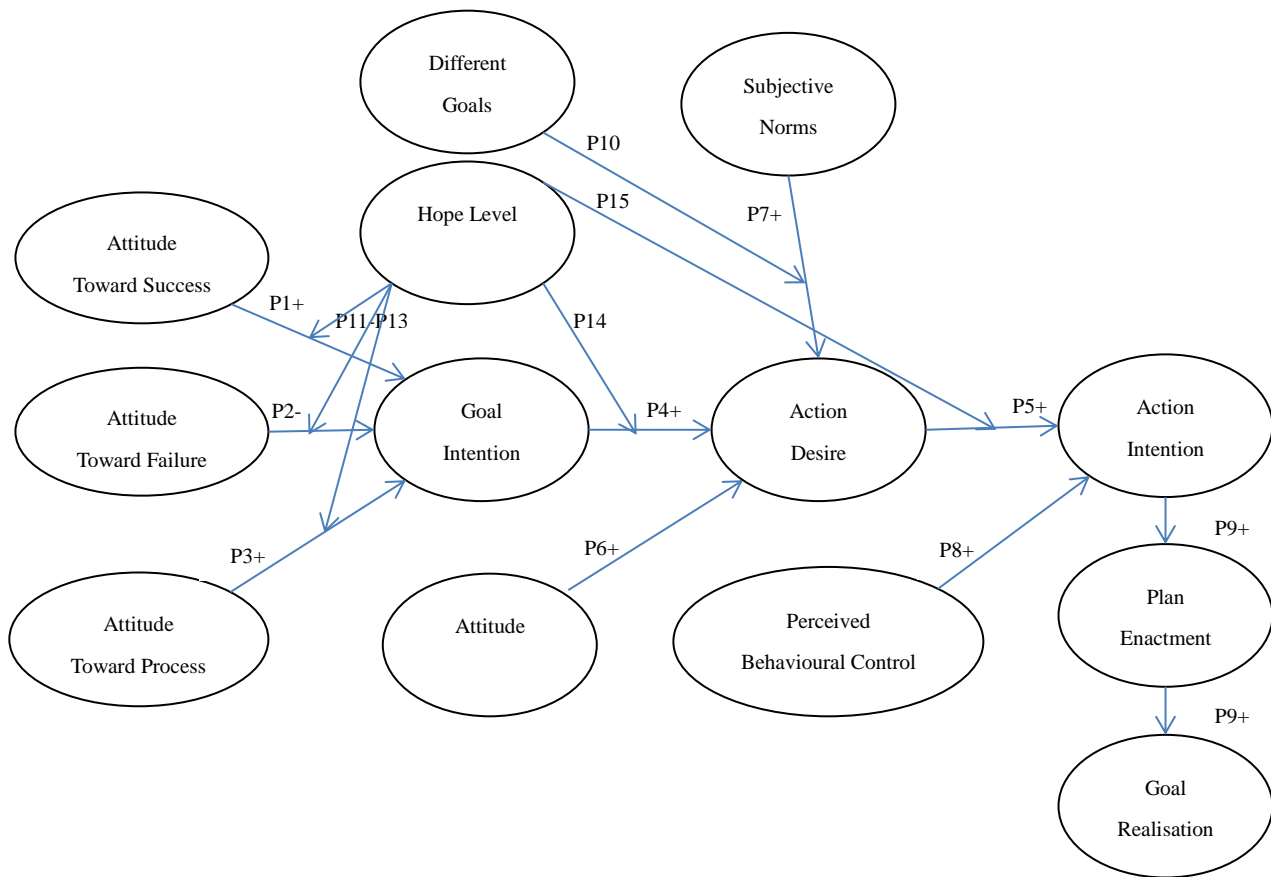 Different
Goals
Subjective
Norms
P10
Hope Level
P15
P7+
Attitude
Toward Success
P1+
P11-P13
P14
Attitude
Toward Failure
P2-
Goal
Intention
P4+
Action
Desire
P5+
Action
Intention
P3+
P6+
P8+
P9+
Attitude
Toward Process
Attitude
Perceived
Behavioural Control
Plan
Enactment
P9+
Goal
Realisation